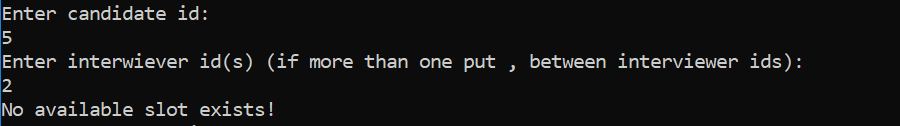 Enter candidate id:
5
Enter interwiever id(s) (if more than one put , between interviewer ids):
2
No available slot exists!